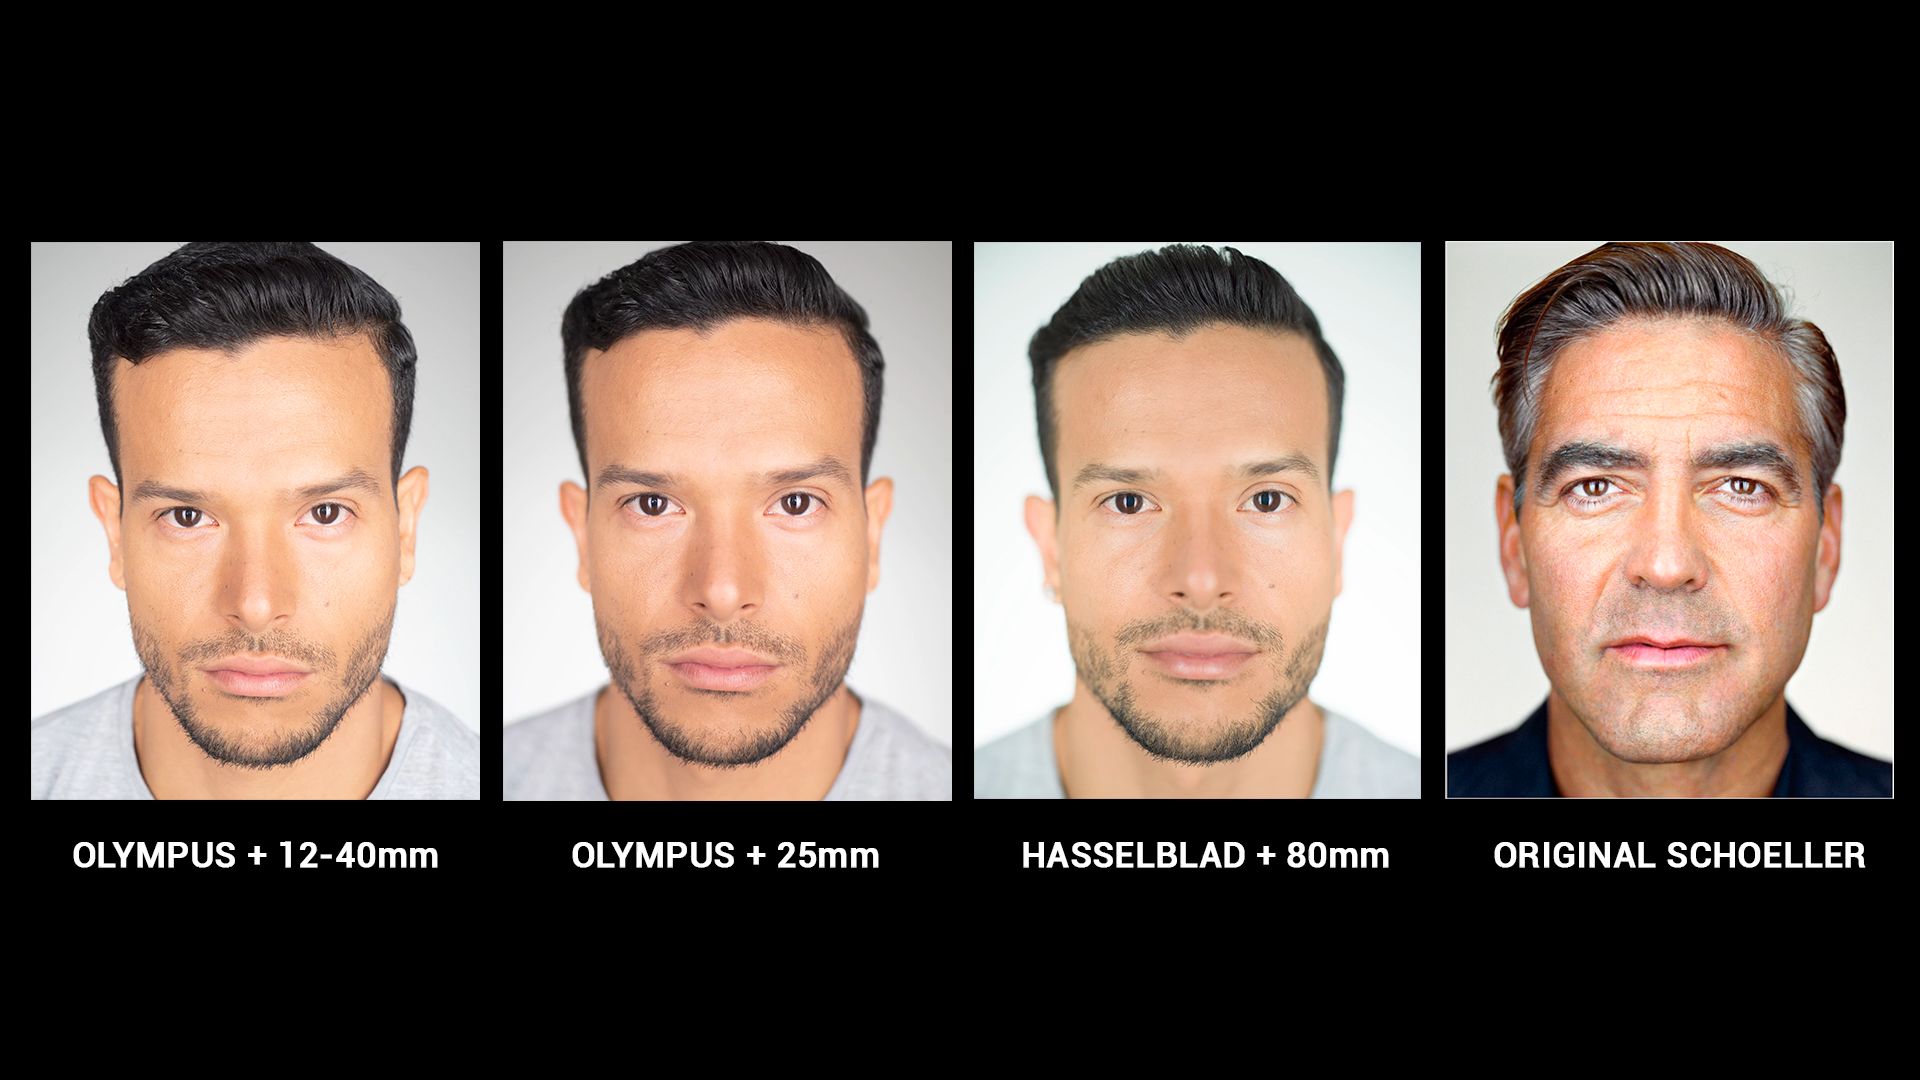 OLYMPUS + 12-40mm
OLYMPUS + 25mm
HASSELBLAD + 80mm
ORIGINAL SCHOELLER